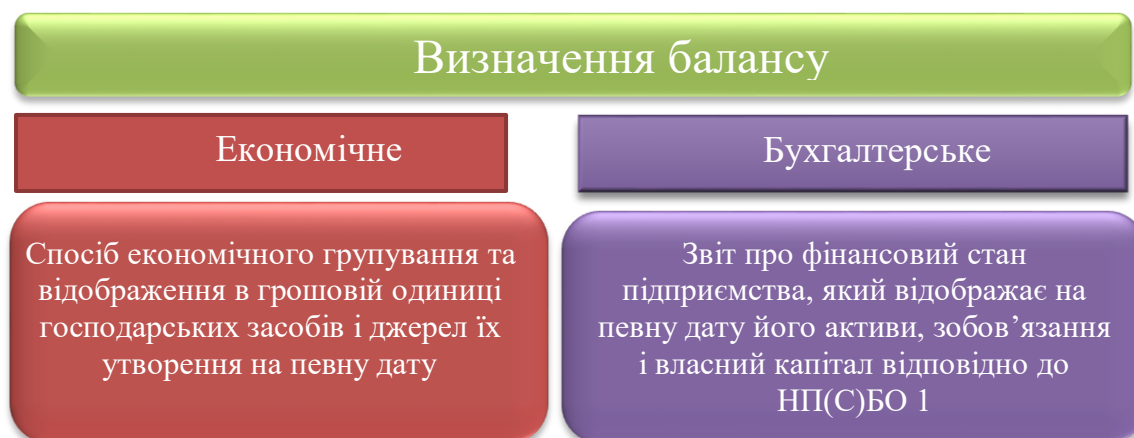 Визначення балансу
Економічне
Бухгалтерське
Спосіб економічного групування та
відображення в грошовій одиниці
господарських засобів і джерел їх
утворення на певну дату
Звіт про фінансовий стан
підприємства, який відображає на
певну дату його активи, зобов’язання
і власний капітал відповідно до
НП(С)БО 1